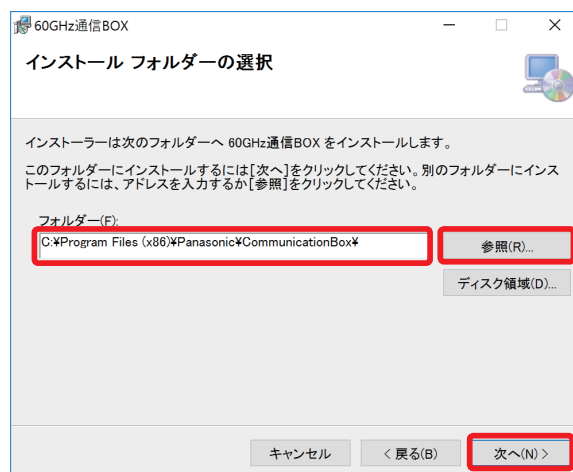 60GHz通信BOX
インストール フォルダーの選択
インストーラーは次のフォルダーへ 60GHz通信BOX をインストールします。
このフォルダーにインストールするには[次へ]をクリックしてください。別のフォルダーにインス
トールするには、アドレスを入力するか[参照]をクリックしてください。
フォルダー(F):
C:¥Program Files (x86)¥Panasonic¥CommunicationBox¥
参照(R)...
ディスク領域(D)...
キャンセル
< 戻る(B)
次へ(N) >